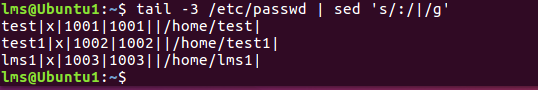 lms@Ubuntu1:~$ tail -3 /etc/passwd | sed 's/:/|/g'
test|x|1001|1001||/home/test|
test1|x|1002|1002||/home/test1|
lms1|x|1003|1003||/home/lms1|
lms@Ubuntu1:~$